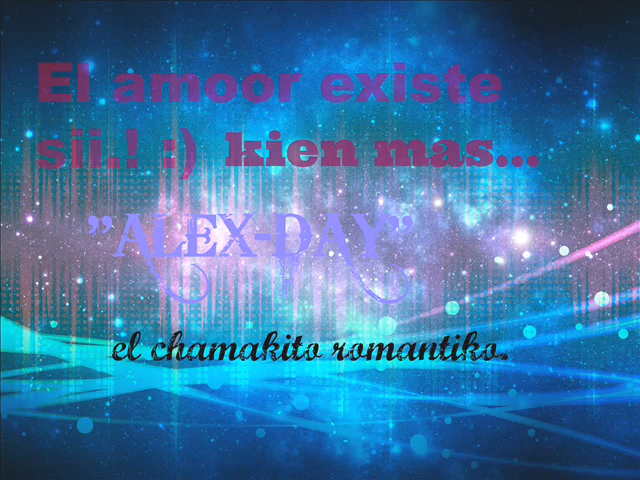 El amoor existe
sii.! :) kien mas...
"ALEX-DAY"
el chamakito romantiko.